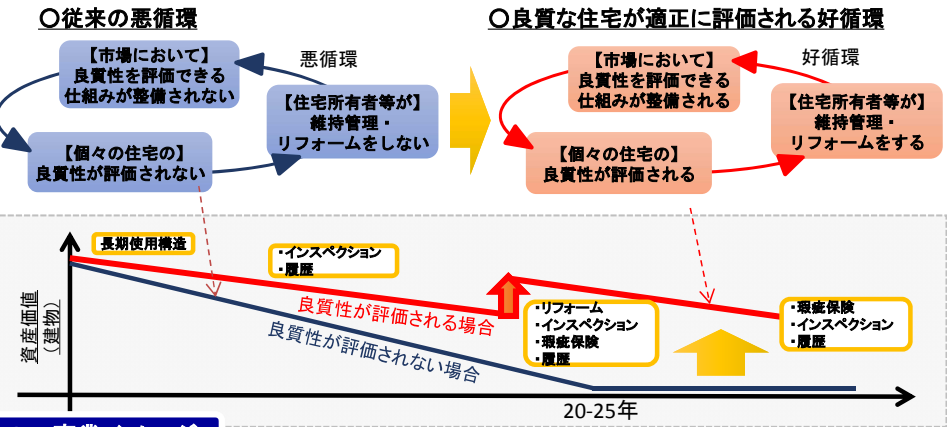 〇従来の悪循環
【市場において】
良質性を評価できる
仕組みが整備されない
悪循環
【住宅所有者等が】
維持管理・
リフォームをしない
【個々の住宅の】
良質性が評価されない
〇良質な住宅が適正に評価される好循環
【市場において】
良質性を評価できる
仕組みが整備される
好循環
【住宅所有者等が】
維持管理・
リフォームをする
【個々の住宅の】
良質性が評価される
資産価値
（建物）
長期使用構造
・インスペクション
・履歴
良質性が評価される場合
良質性が評価されない場合
・リフォーム
・インスペクション
・瑕疵保険
・履歴
・瑕疵保険
・インスペクション
・履歴
20-25年